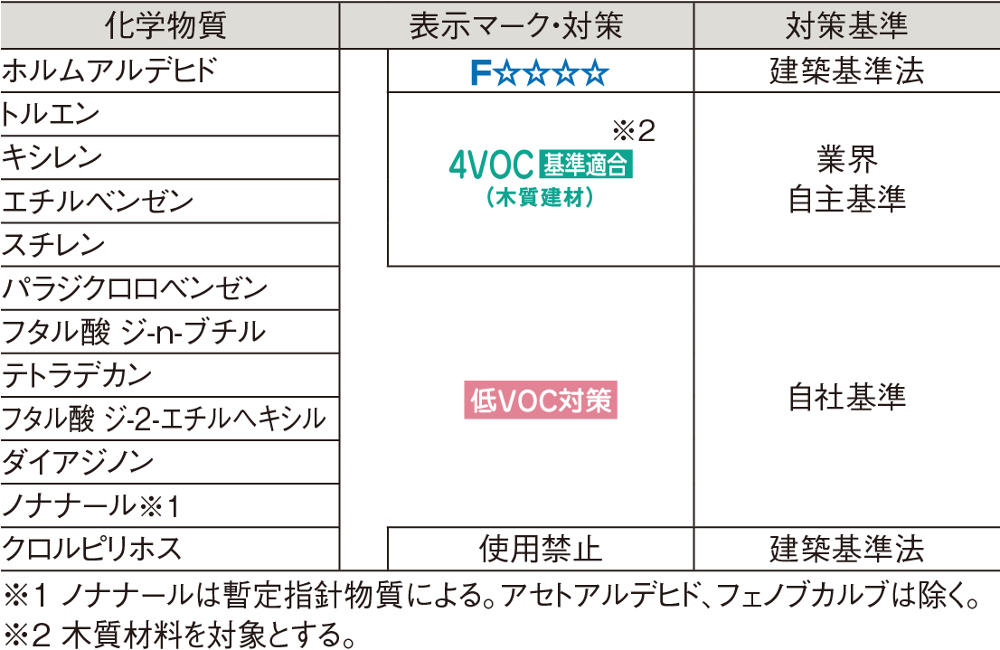 化学物質 表示マーク・対策 対策基準
ホルムアルデヒド F☆☆☆☆ 建築基準法
トルエン
※2
キシレン 4VOC 基準適合 業界
エチルベンゼン (木質建材) 自主基準
スチレン
パラジクロロベンゼン
フタル酸 ジ-n-ブチル
テトラデカン
低VOC対策 自社基準
フタル酸 ジ-2-エチルヘキシル
ダイアジノン
ノナナール※1
クロルピリホス 使用禁止 建築基準法
※1 ノナナールは暫定指針物質による。アセトアルデヒド、フェノブカルブは除く。
※2 木質材料を対象とする。